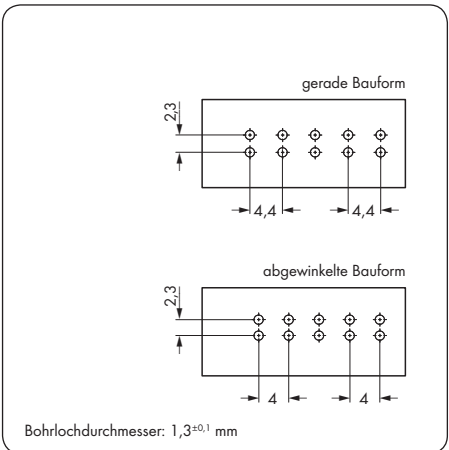 gerade Bauform
2,3
4,4 4,4
abgewinkelte Bauform
2,3
4 4
Bohrlochdurchmesser: 1,3±0,1 mm